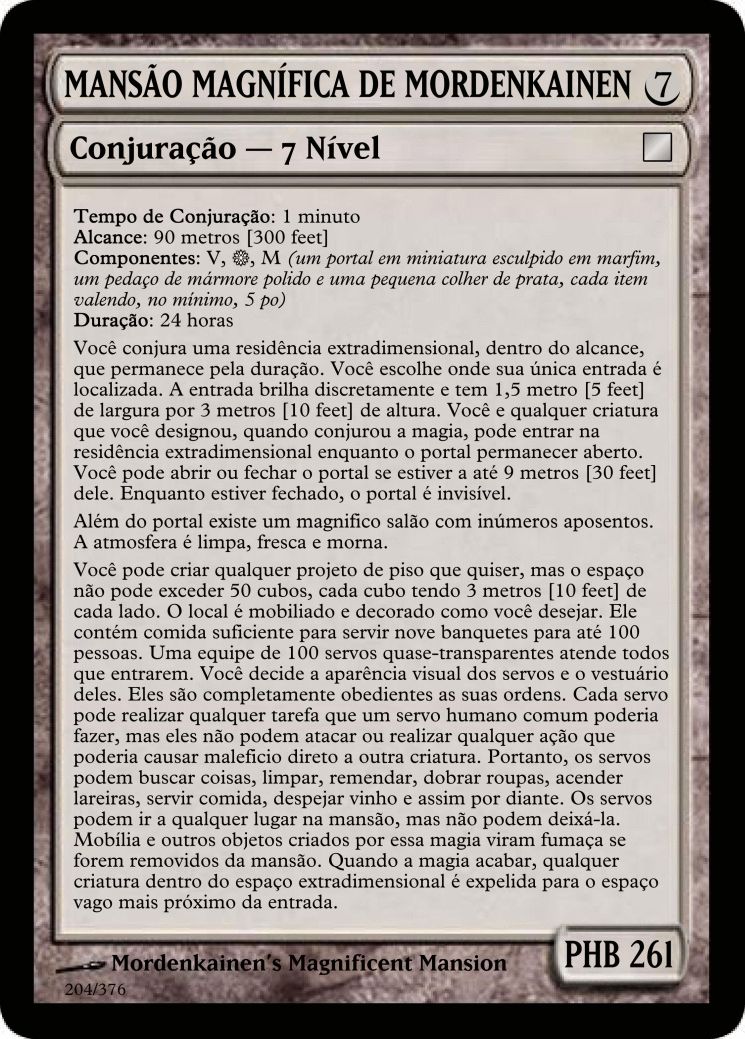 MANSÃO MAGNÍFICA DE MORDENKAINEN 7
Conjuração — 7 Nível
Tempo de Conjuração: 1 minuto
Alcance: 90 metros [300 feet]
Componentes: V, , M (um portal em miniatura esculpido em marfim,
um pedaço de mármore polido e uma pequena colher de prata, cada item
valendo, no mínimo, 5 po)
Duração: 24 horas
Você conjura uma residência extradimensional, dentro do alcance,
que permanece pela duração. Você escolhe onde sua única entrada é
localizada. A entrada brilha discretamente e tem 1,5 metro [5 feet]
de largura por 3 metros [10 feet] de altura. Você e qualquer criatura
que você designou, quando conjurou a magia, pode entrar na
residência extradimensional enquanto o portal permanecer aberto.
Você pode abrir ou fechar o portal se estiver a até 9 metros [30 feet]
dele. Enquanto estiver fechado, o portal é invisível.
Além do portal existe um magnifico salão com inúmeros aposentos.
A atmosfera é limpa, fresca e morna.
Você pode criar qualquer projeto de piso que quiser, mas o espaço
não pode exceder 50 cubos, cada cubo tendo 3 metros [10 feet] de
cada lado. O local é mobiliado e decorado como você desejar. Ele
contém comida suficiente para servir nove banquetes para até 100
pessoas. Uma equipe de 100 servos quase-transparentes atende todos
que entrarem. Você decide a aparência visual dos servos e o vestuário
deles. Eles são completamente obedientes as suas ordens. Cada servo
pode realizar qualquer tarefa que um servo humano comum poderia
fazer, mas eles não podem atacar ou realizar qualquer ação que
poderia causar maleficio direto a outra criatura. Portanto, os servos
podem buscar coisas, limpar, remendar, dobrar roupas, acender
lareiras, servir comida, despejar vinho e assim por diante. Os servos
podem ir a qualquer lugar na mansão, mas não podem deixá-la.
Mobília e outros objetos criados por essa magia viram fumaça se
forem removidos da mansão. Quando a magia acabar, qualquer
criatura dentro do espaço extradimensional é expelida para o espaço
vago mais próximo da entrada.
PHB 261
Mordenkainen's Magnificent Mansion
204/376